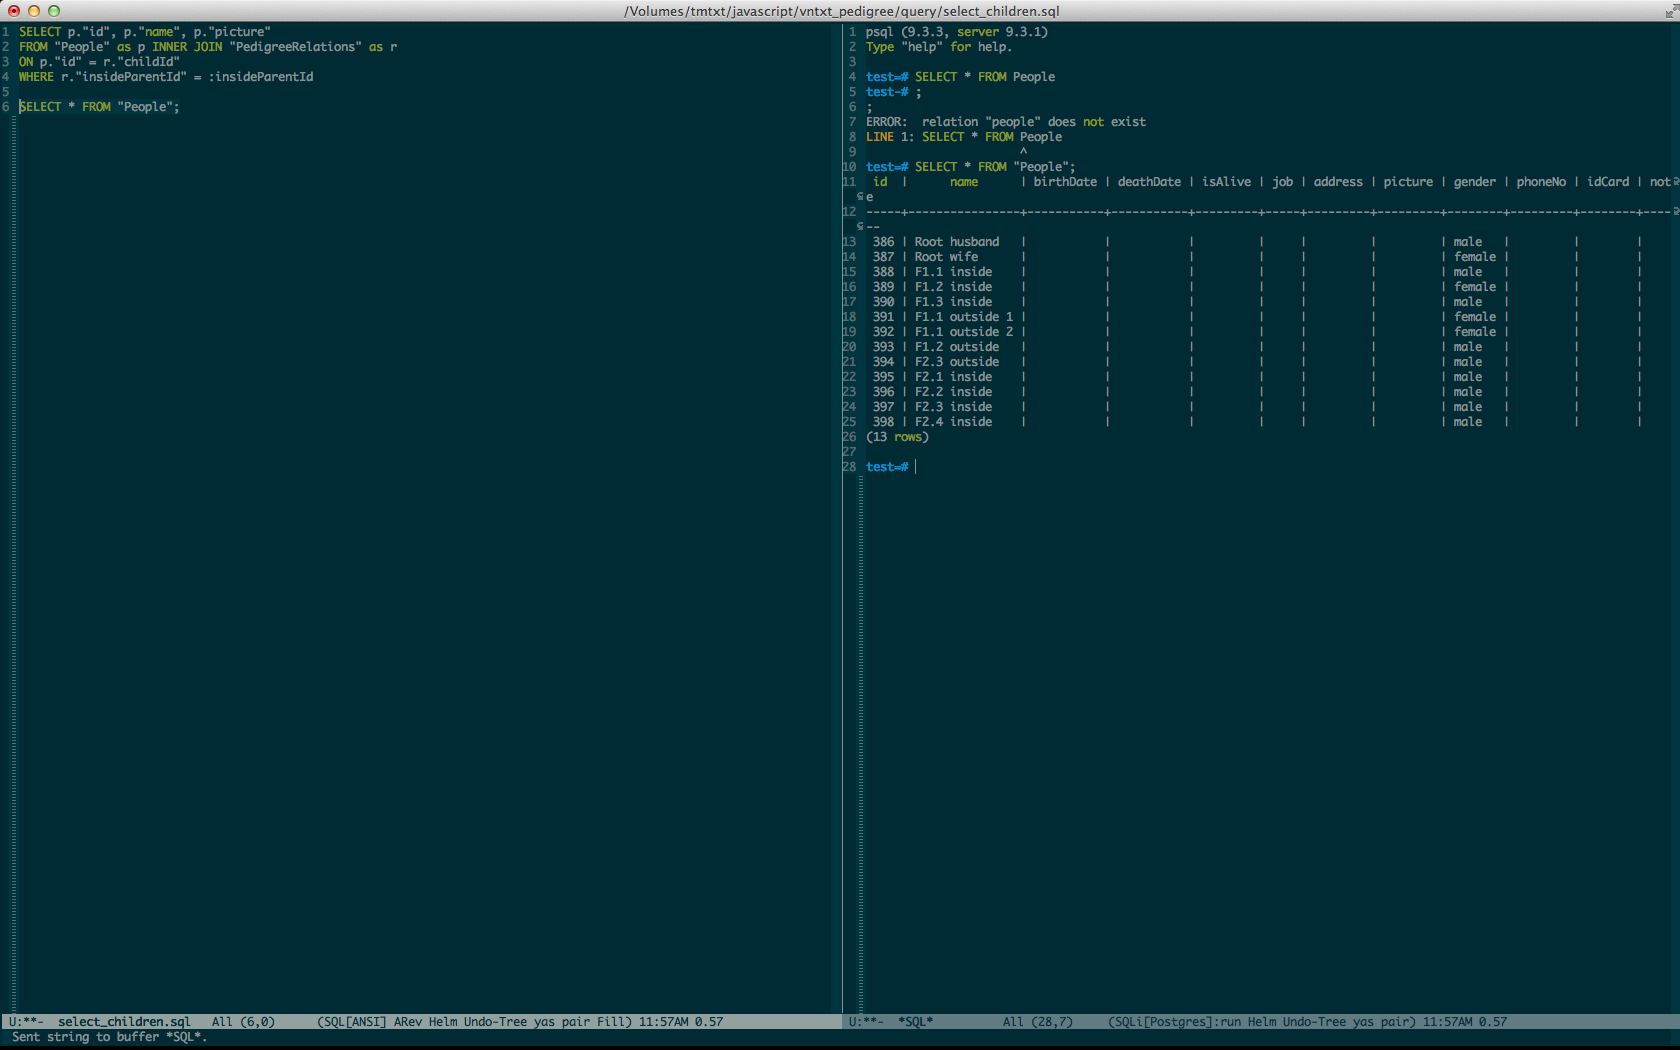 /Volumes/tmtxt/javascript/vntxt_pedigree/query/select_children.sql
1 SELECT p."id", p."name", p."picture"
2 FROM "People" as p INNER JOIN "PedigreeRelations" as r
3 ON p."id" = r."childId"
4 WHERE r."insideParentId" = :insideParentId
5
6 SELECT * FROM "People";
1 psql (9.3.3, server 9.3.1)
2 Type "help" for help.
3
4 test=# SELECT * FROM People
5 test-# ;
6 ;
7 ERROR:  relation "people" does not exist
8 LINE 1: SELECT * FROM People
9                       ^
10 test=# SELECT * FROM "People";
11  id  |      name      | birthDate | deathDate | isAlive | job | address | picture | gender | phoneNo | idCard | not
e
12 -----+----------------+-----------+-----------+---------+-----+---------+---------+--------+---------+--------+----
--
13  386 | Root husband   |           |           |         |     |         |         | male   |         |        |
14  387 | Root wife      |           |           |         |     |         |         | female |         |        |
15  388 | F1.1 inside    |           |           |         |     |         |         | male   |         |        |
16  389 | F1.2 inside    |           |           |         |     |         |         | female |         |        |
17  390 | F1.3 inside    |           |           |         |     |         |         | male   |         |        |
18  391 | F1.1 outside 1 |           |           |         |     |         |         | female |         |        |
19  392 | F1.1 outside 2 |           |           |         |     |         |         | female |         |        |
20  393 | F1.2 outside   |           |           |         |     |         |         | male   |         |        |
21  394 | F2.3 outside   |           |           |         |     |         |         | male   |         |        |
22  395 | F2.1 inside    |           |           |         |     |         |         | male   |         |        |
23  396 | F2.2 inside    |           |           |         |     |         |         | male   |         |        |
24  397 | F2.3 inside    |           |           |         |     |         |         | male   |         |        |
25  398 | F2.4 inside    |           |           |         |     |         |         | male   |         |        |
26 (13 rows)
27
28 test=#
U:**-  select_children.sql   All (6,0)      (SQL[ANSI] ARev Helm Undo-Tree yas pair Fill) 11:57AM 0.57
U:**-  *SQL*          All (28,7)     (SQLi[Postgres]:run Helm Undo-Tree yas pair) 11:57AM 0.57
Sent string to buffer *SQL*.